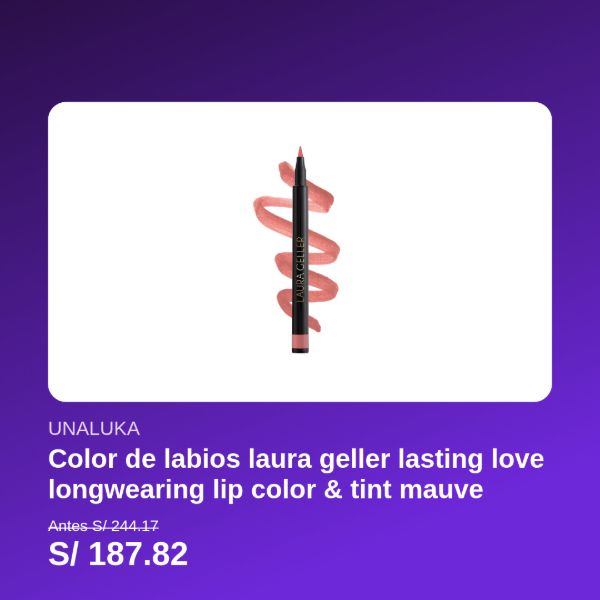 LAURA GELLER
UNALUKA
Color de labios laura geller lasting love
longwearing lip color & tint mauve
Antes S/ 244.17
S/ 187.82